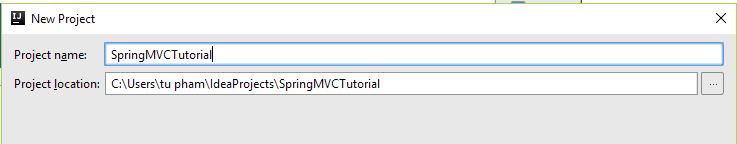 New Project
Project name: SpringMVCTutorial
Project location: C:\Users\tu pham\IdeaProjects\SpringMVCTutorial ...